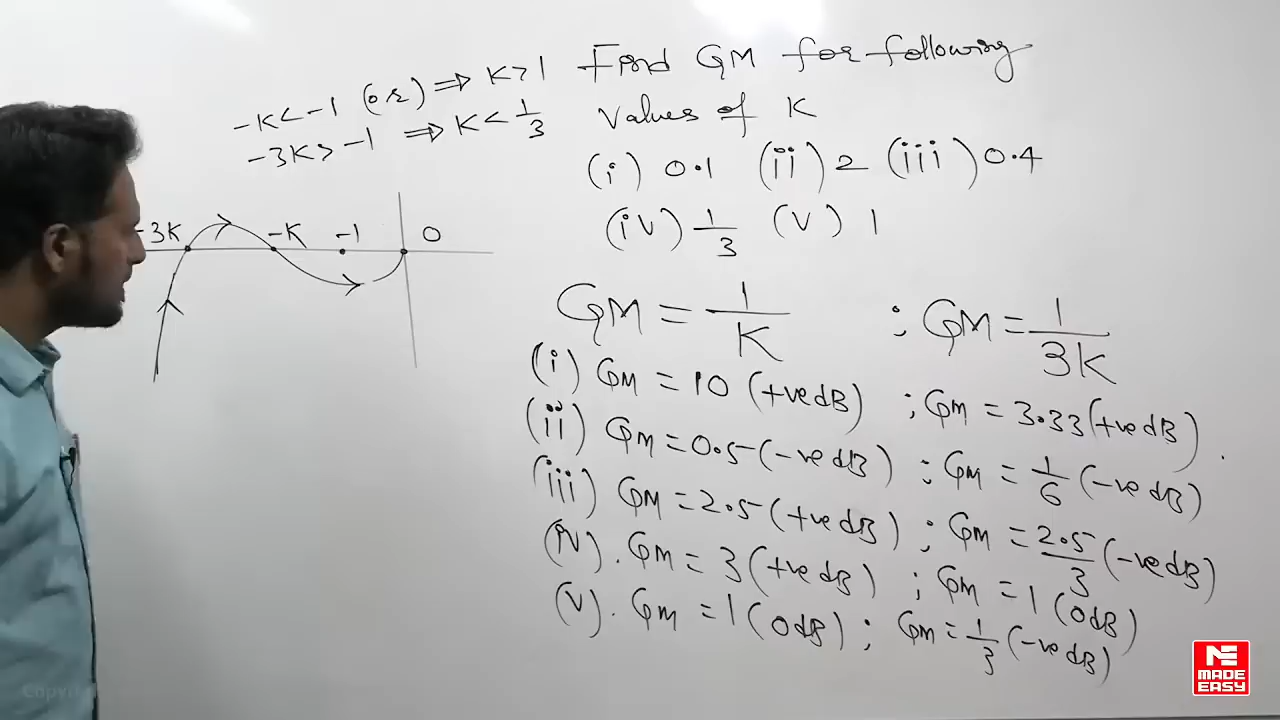 -K < -1 (or) ⇒ K > 1
-3K > -1 ⇒ K < 1/3
Find GM for following
values of K
(i) 0.1 (ii) 2 (iii) 0.4
(iv) 1/3 (v) 1
-3K -K -1 0
GM = 1/K ; GM = 1/3K
(i) GM = 10 (+ve dB) ; GM = 3.33 (+ve dB)
(ii) GM = 0.5 (-ve dB) ; GM = 1/6 (-ve dB)
(iii) GM = 2.5 (+ve dB) ; GM = 2.5/3 (-ve dB)
(iv). GM = 3 (+ve dB) ; GM = 1 (0dB)
(v). GM = 1 (0dB) ; GM = 1/3 (-ve dB)
ME
MADE
EASY